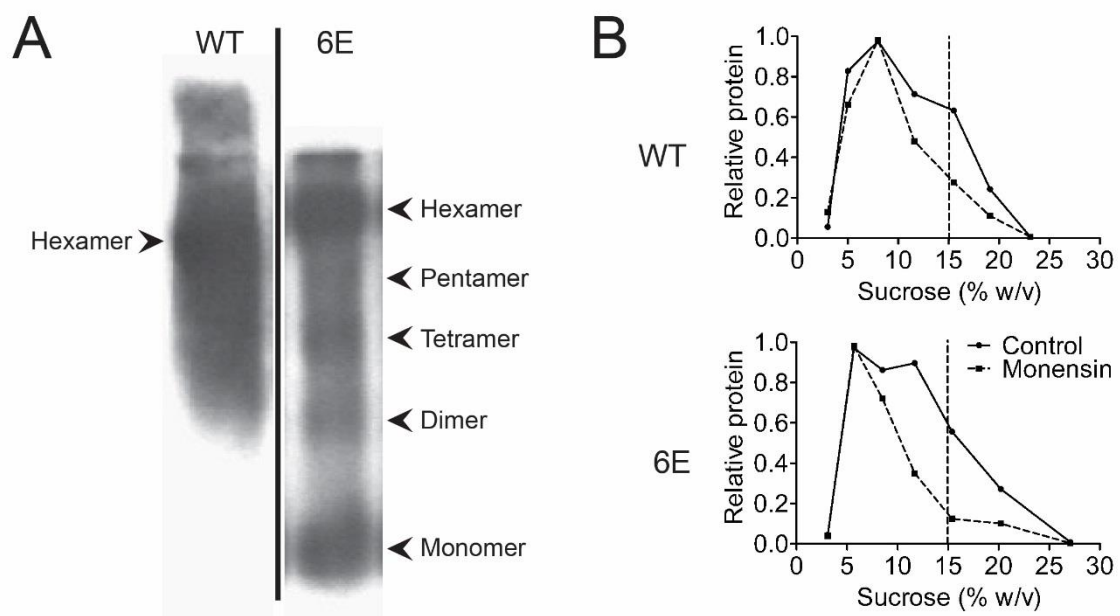 A
WT
6E
Hexamer
Hexamer
Pentamer
Tetramer
Dimer
Monomer
B
WT
Relative protein
1.0
0.8
0.6
0.4
0.2
0.0
0 5 10 15 20 25 30
Sucrose (% w/v)
6E
Relative protein
1.0
0.8
0.6
0.4
0.2
0.0
Control
Monensin
0 5 10 15 20 25 30
Sucrose (% w/v)